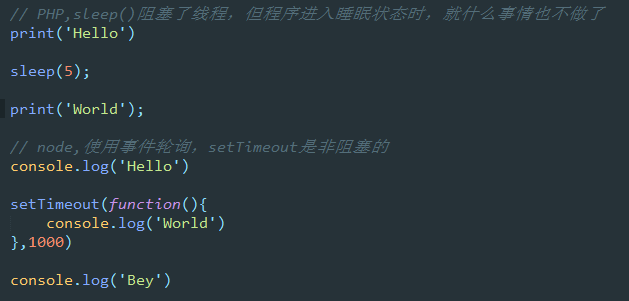 // PHP,sleep()阻塞了线程，但程序进入睡眠状态时，就什么事情也不做了
print('Hello')
sleep(5);
print('World');
// node,使用事件轮询，setTimeout是非阻塞的
console.log('Hello')
setTimeout(function(){
console.log('World')
},1000)
console.log('Bey')